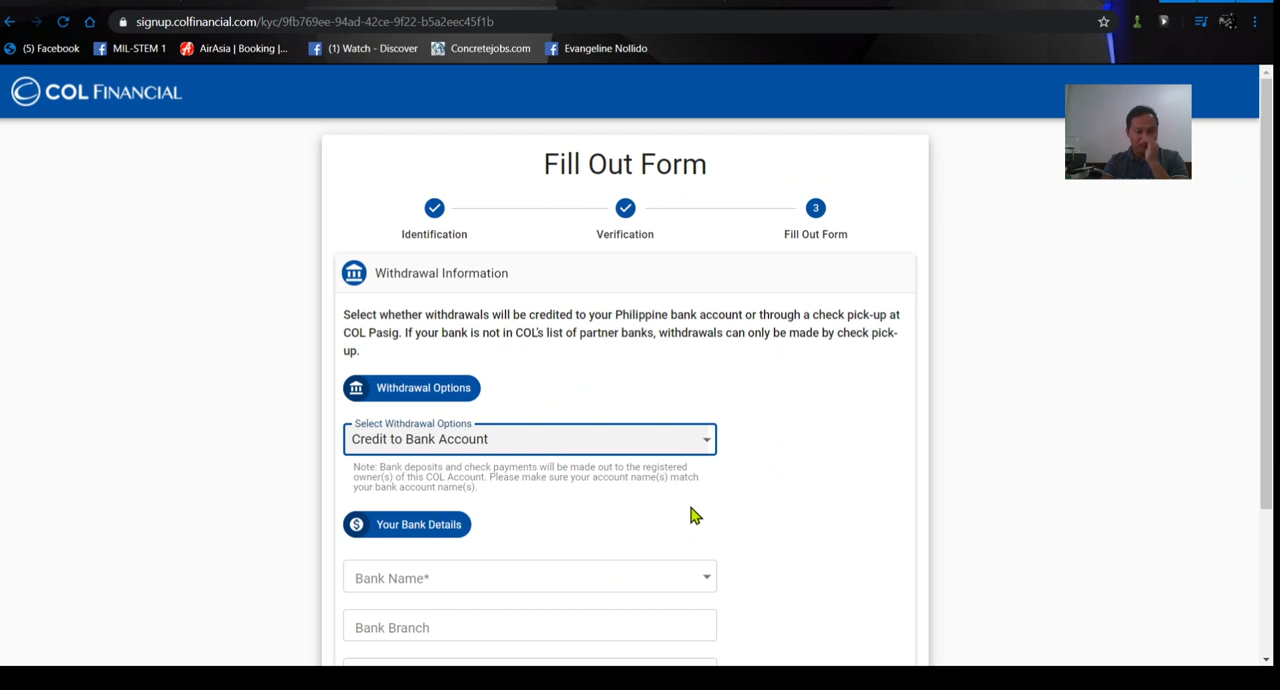 signup.colfinancial.com/kyc/9fb769ee-94ad-42ce-9f22-b5a2eec45f1b
(5) Facebook MIL-STEM 1 AirAsia | Booking |... (1) Watch - Discover Concretejobs.com Evangeline Nollido
COL FINANCIAL
Fill Out Form
3
Identification Verification Fill Out Form
Withdrawal Information
Select whether withdrawals will be credited to your Philippine bank account or through a check pick-up at
COL Pasig. If your bank is not in COL's list of partner banks, withdrawals can only be made by check pick-
up.
Withdrawal Options
Select Withdrawal Options
Credit to Bank Account
Note: Bank deposits and check payments will be made out to the registered
owner(s) of this COL Account. Please make sure your account name(s) match
your bank account name(s).
Your Bank Details
Bank Name*
Bank Branch